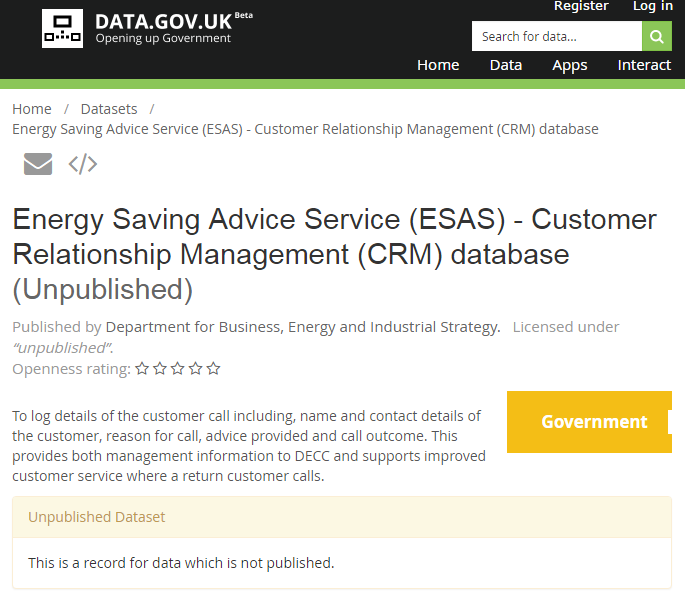 Register Log in
DATA.GOV.UK Beta
Opening up Government
Search for data...
Home Data Apps Interact
Home / Datasets /
Energy Saving Advice Service (ESAS) - Customer Relationship Management (CRM) database
</>
Energy Saving Advice Service (ESAS) - Customer
Relationship Management (CRM) database
(Unpublished)
Published by Department for Business, Energy and Industrial Strategy. Licensed under
“unpublished”.
Openness rating:
To log details of the customer call including, name and contact details of
the customer, reason for call, advice provided and call outcome. This
provides both management information to DECC and supports improved
customer service where a return customer calls.
Government
Unpublished Dataset
This is a record for data which is not published.